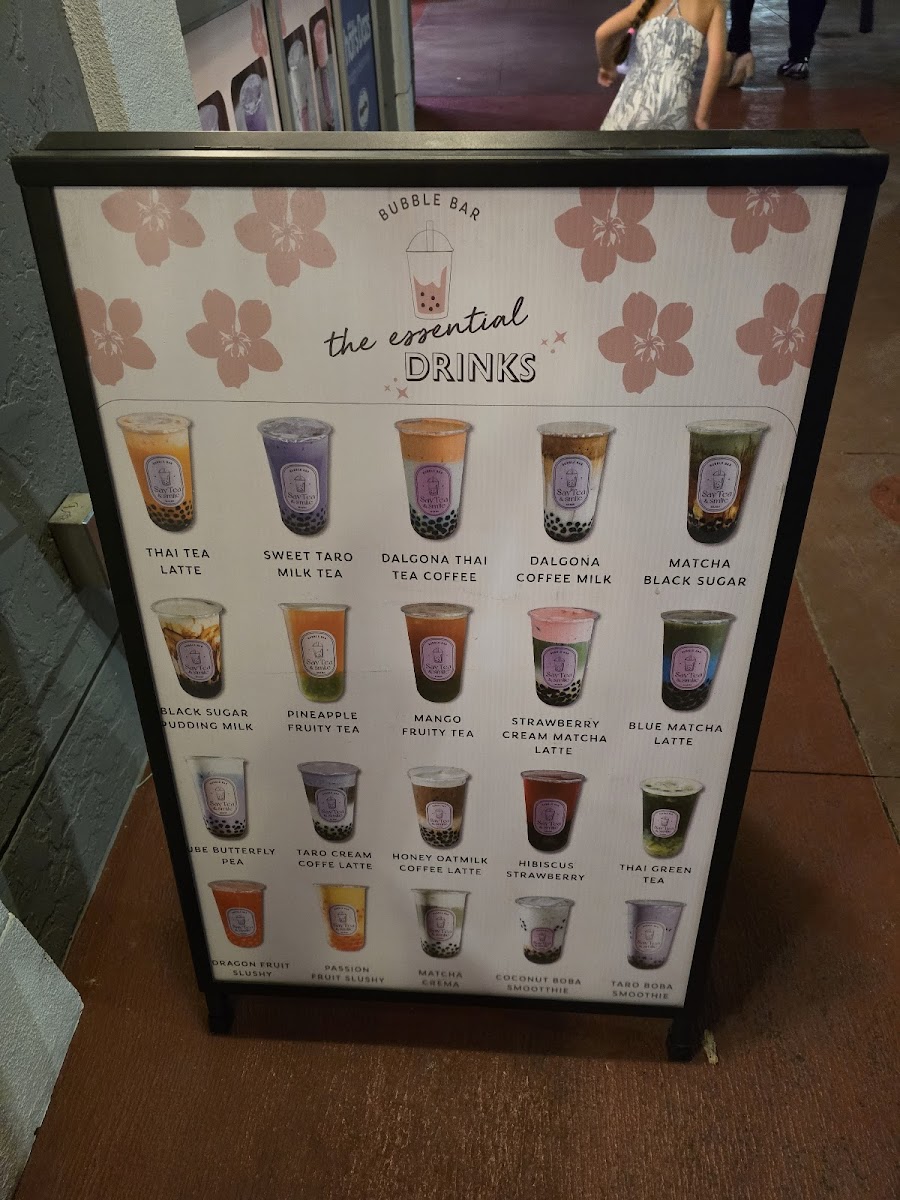 BUBBLE BAR
the essential
DRINKS
THAI TEA
LATTE
SWEET TARO
MILK TEA
DALGONA THAI
TEA COFFEE
DALGONA
COFFEE MILK
MATCHA
BLACK SUGAR
BLACK SUGAR
PUDDING MILK
PINEAPPLE
FRUITY TEA
MANGO
FRUITY TEA
STRAWBERRY
CREAM MATCHA
LATTE
BLUE MATCHA
LATTE
UBE BUTTERFLY
PEA
TARO CREAM
COFFE LATTE
HONEY OATMILK
COFFEE LATTE
HIBISCUS
STRAWBERRY
THAI GREEN
TEA
DRAGON FRUIT
SLUSHY
PASSION
FRUIT SLUSHY
MATCHA
CREMA
COCONUT BOBA
SMOOTHIE
TARO BOBA
SMOOTHIE